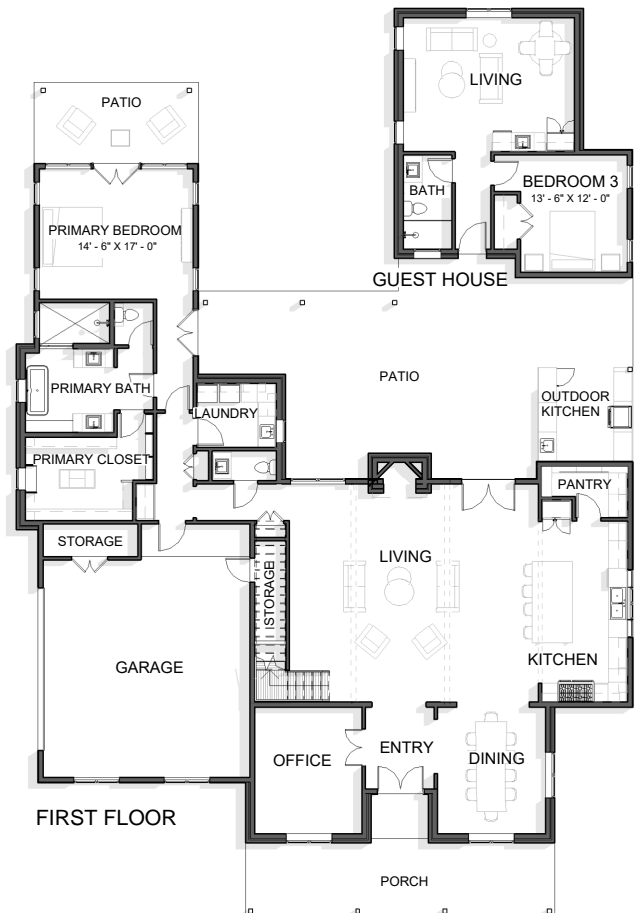 LIVING
PATIO
BATH
BEDROOM 3
13' - 6" X 12' - 0"
PRIMARY BEDROOM
14' - 6" X 17' - 0"
GUEST HOUSE
PATIO
PRIMARY BATH
OUTDOOR
KITCHEN
LAUNDRY
PRIMARY CLOSET
PANTRY
STORAGE
LIVING
STORAGE
GARAGE
KITCHEN
OFFICE
ENTRY
DINING
FIRST FLOOR
PORCH